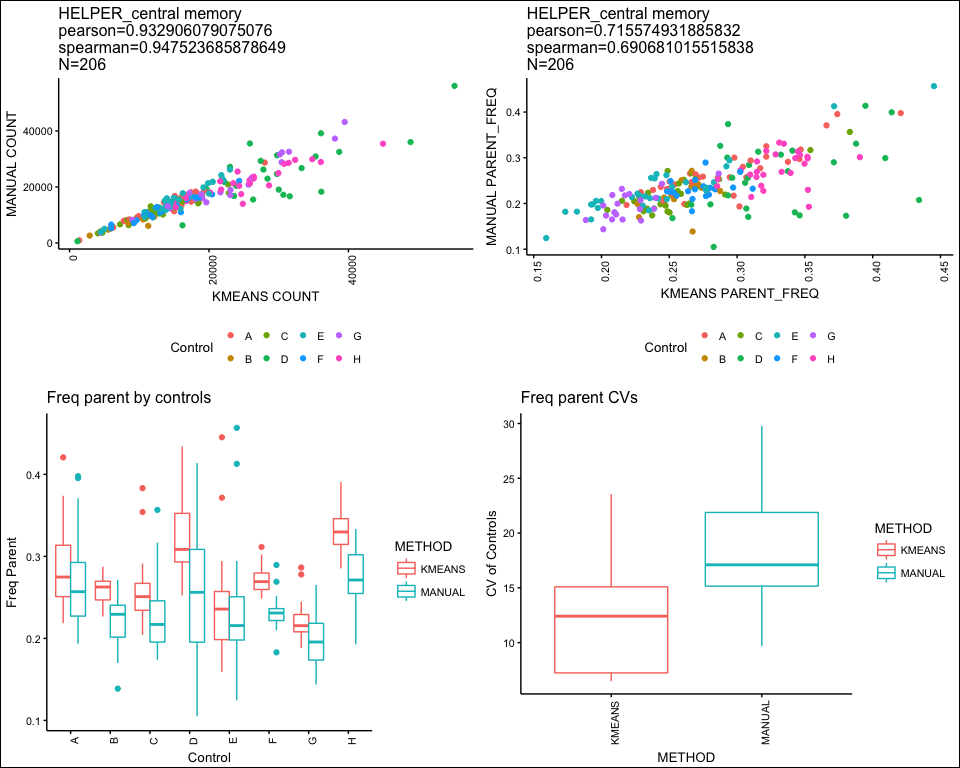 HELPER_central memory
pearson=0.932906079075076
spearman=0.947523685878649
N=206
MANUAL COUNT
40000
20000
0
0
20000
40000
KMEANS COUNT
Control
A
C
E
G
B
D
F
H
HELPER_central memory
pearson=0.715574931885832
spearman=0.690681015515838
N=206
MANUAL PARENT_FREQ
0.4
0.3
0.2
0.1
0.15
0.20
0.25
0.30
0.35
0.40
0.45
KMEANS PARENT_FREQ
Control
A
C
E
G
B
D
F
H
Freq parent by controls
Freq Parent
0.4
0.3
0.2
0.1
A
B
C
D
E
F
G
H
Control
METHOD
KMEANS
MANUAL
Freq parent CVs
CV of Controls
30
25
20
15
10
KMEANS
MANUAL
METHOD
METHOD
KMEANS
MANUAL